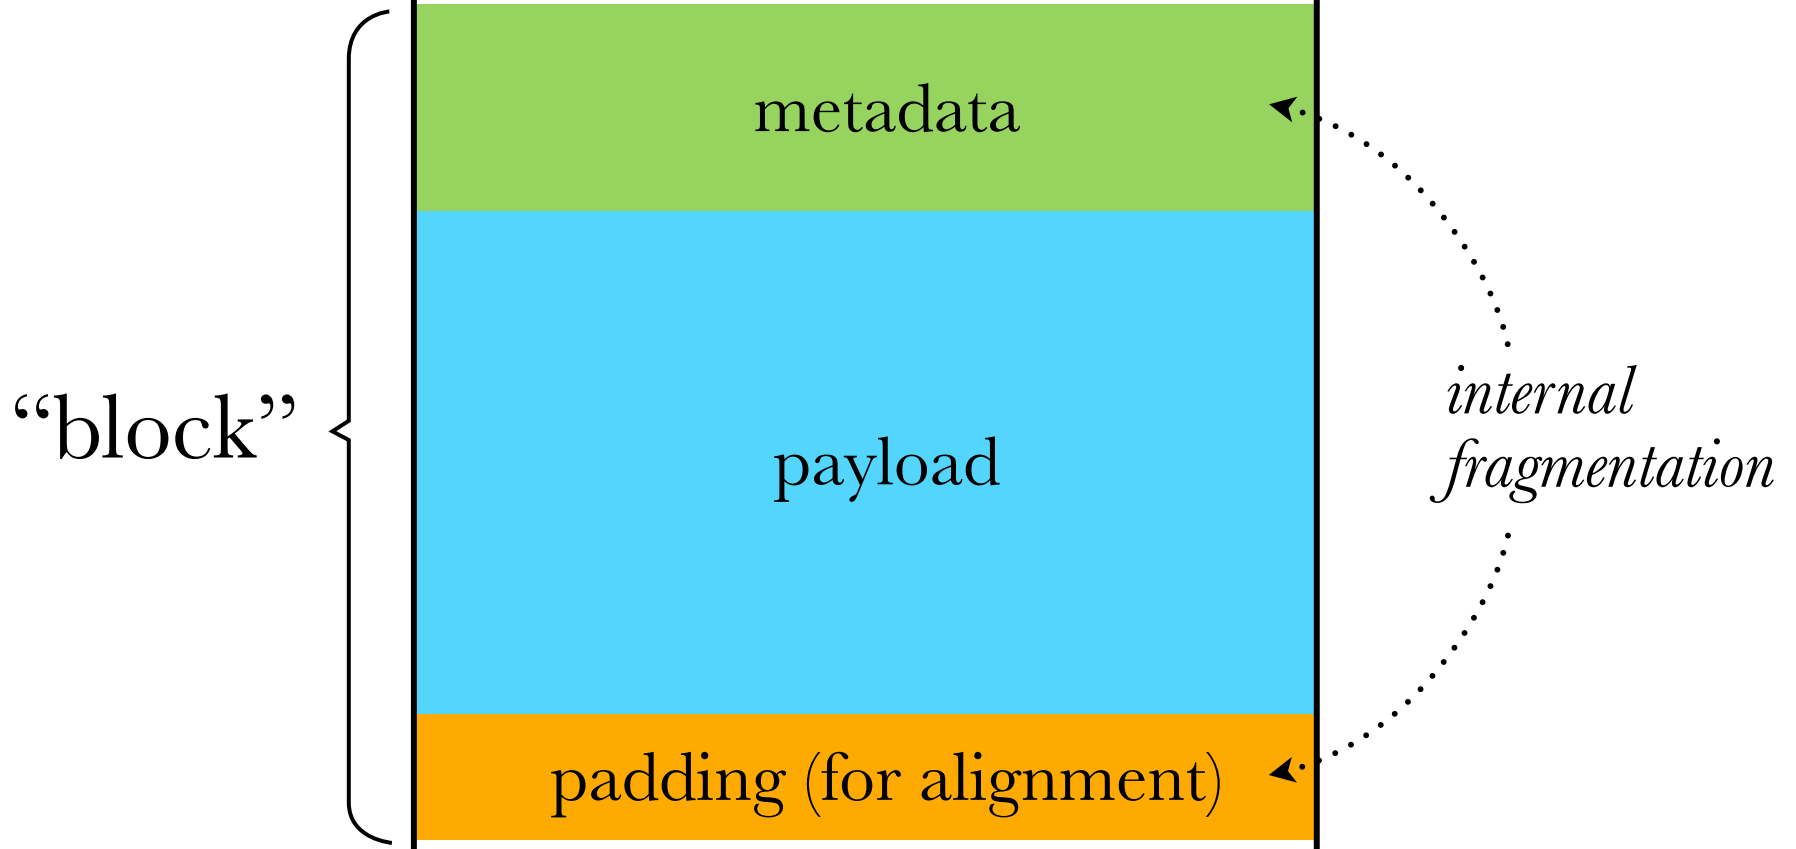 metadata
“block”
payload
internal
fragmentation
padding (for alignment)